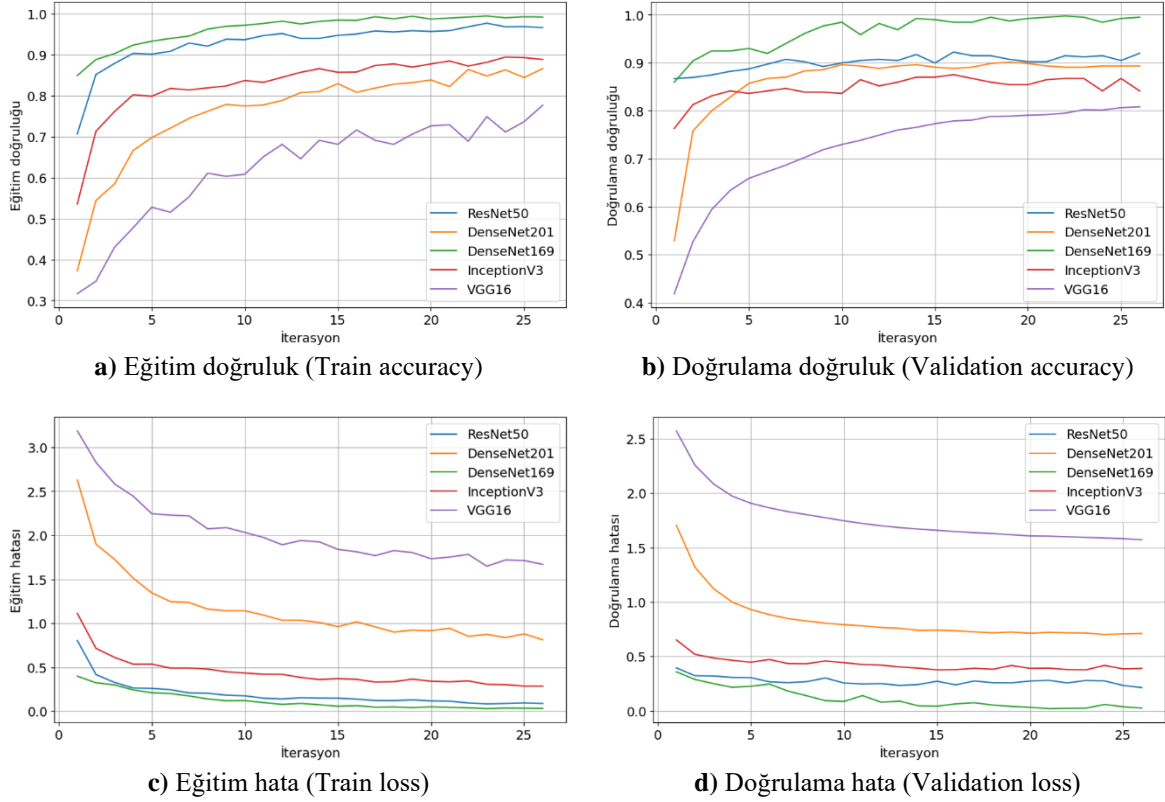 1.0
0.9
0.8
0.7
0.6
0.5
0.4
0.3
Eğitim doğruluğu
0 5 10 15 20 25
İterasyon
ResNet50
DenseNet201
DenseNet169
InceptionV3
VGG16
a) Eğitim doğruluk (Train accuracy)
1.0
0.9
0.8
0.7
0.6
0.5
0.4
Doğrulama doğruluğu
0 5 10 15 20 25
İterasyon
ResNet50
DenseNet201
DenseNet169
InceptionV3
VGG16
b) Doğrulama doğruluk (Validation accuracy)
3.0
2.5
2.0
1.5
1.0
0.5
0.0
Eğitim hatası
0 5 10 15 20 25
İterasyon
ResNet50
DenseNet201
DenseNet169
InceptionV3
VGG16
c) Eğitim hata (Train loss)
2.5
2.0
1.5
1.0
0.5
0.0
Doğrulama hatası
0 5 10 15 20 25
İterasyon
ResNet50
DenseNet201
DenseNet169
InceptionV3
VGG16
d) Doğrulama hata (Validation loss)